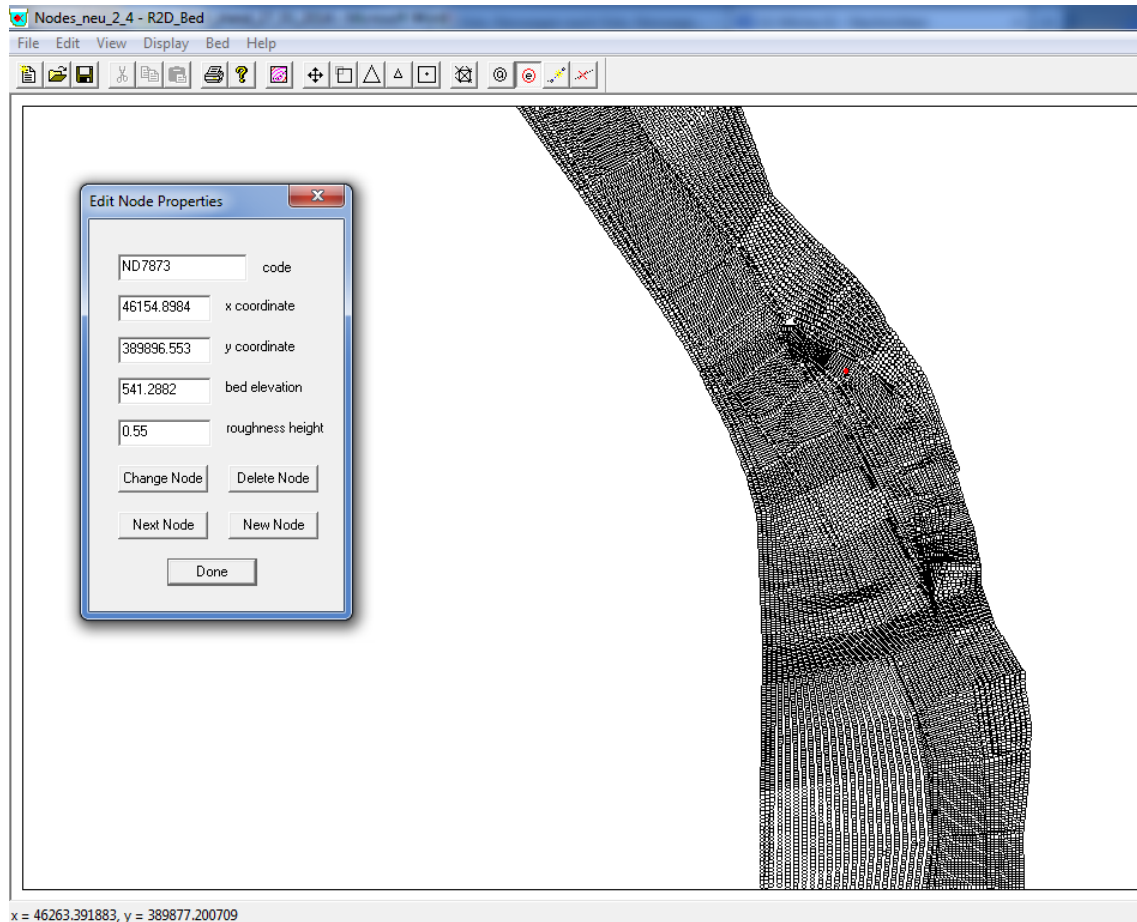 Nodes_neu_2_4 - R2D_Bed
File Edit View Display Bed Help
Edit Node Properties
ND7873 code
46154.8984 x coordinate
389896.553 y coordinate
541.2882 bed elevation
0.55 roughness height
Change Node Delete Node
Next Node New Node
Done
x = 46263.391883, y = 389877.200709